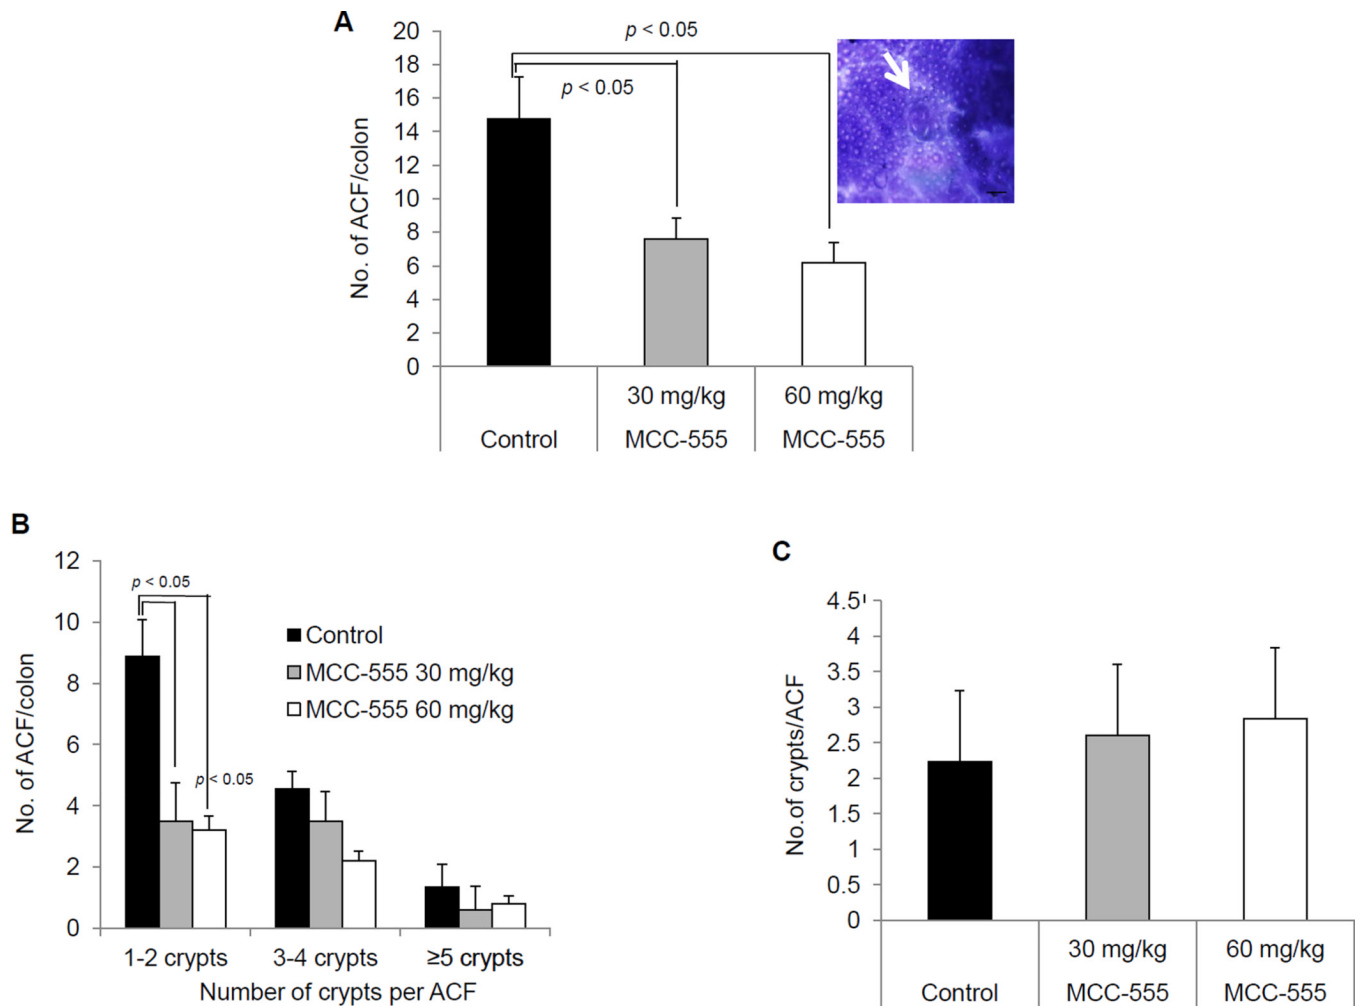 A
20
18
16
14
12
10
8
6
4
2
0
No. of ACF/colon
p < 0.05
p < 0.05
30 mg/kg 60 mg/kg
Control MCC-555 MCC-555
B
12
10
8
6
4
2
0
No. of ACF/colon
p < 0.05
p < 0.05
Control
MCC-555 30 mg/kg
MCC-555 60 mg/kg
1-2 crypts 3-4 crypts ≥5 crypts
Number of crypts per ACF
C
4.5
4
3.5
3
2.5
2
1.5
1
0.5
0
No.of crypts/ACF
30 mg/kg 60 mg/kg
Control MCC-555 MCC-555